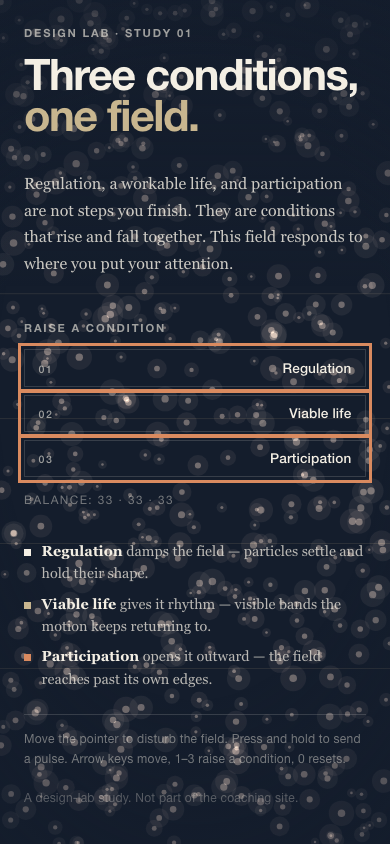 DESIGN LAB · STUDY 01
Three conditions,
one field.
Regulation, a workable life, and participation
are not steps you finish. They are conditions
that rise and fall together. This field responds to
where you put your attention.
RAISE A CONDITION
01 Regulation
02 Viable life
03 Participation
BALANCE: 33 · 33 · 33
Regulation damps the field — particles settle and
hold their shape.
Viable life gives it rhythm — visible bands the
motion keeps returning to.
Participation opens it outward — the field
reaches past its own edges.
Move the pointer to disturb the field. Press and hold to send
a pulse. Arrow keys move, 1–3 raise a condition, 0 resets.
A design-lab study. Not part of the coaching site.